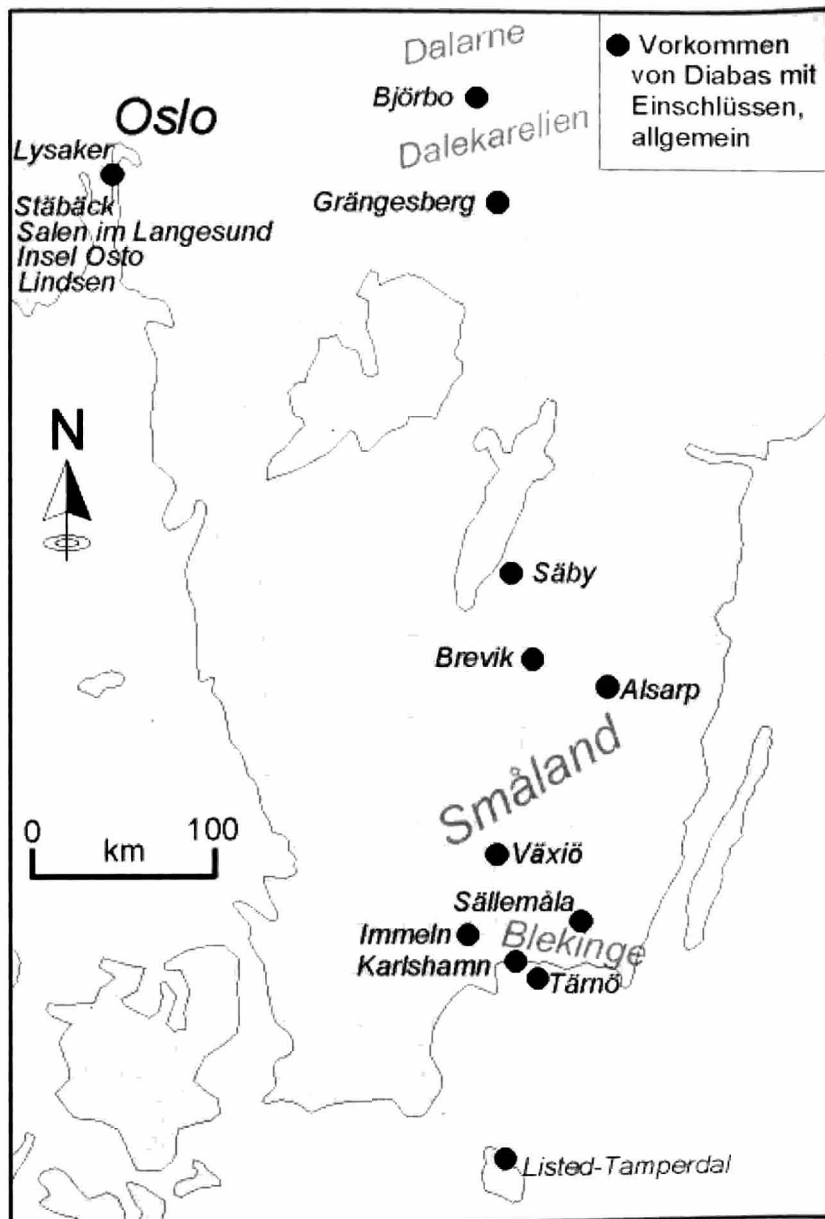 Dalarne
Vorkommen
von Diabas mit
Einschlüssen,
allgemein
Björbo
Oslo
Dalekarelien
Lysaker
Grängesberg
Stäbäck
Salen im Langesund
Insel Osto
Lindsen
N
Säby
Brevik
Alsarp
Småland
0 100
km
Växiö
Sällemåla
Immeln
Blekinge
Karlshamn
Tärnö
Listed-Tamperdal